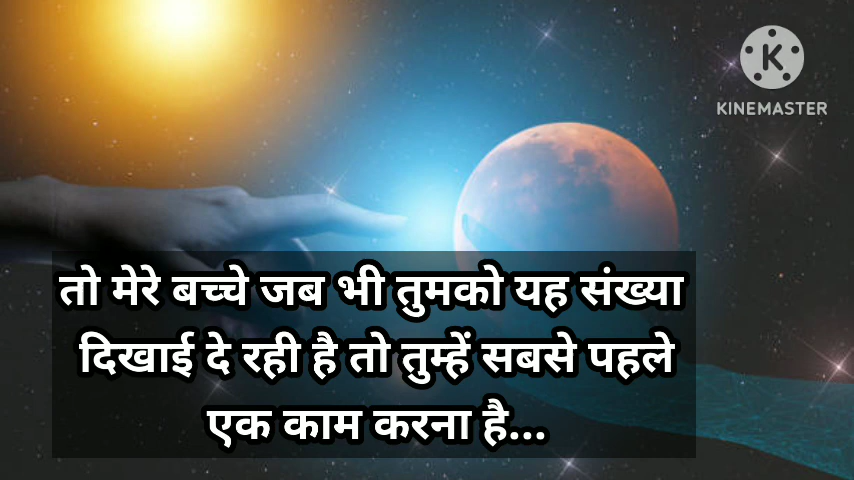 KINEMASTER
तो मेरे बच्चे जब भी तुमको यह संख्या
दिखाई दे रही है तो तुम्हें सबसे पहले
एक काम करना है...